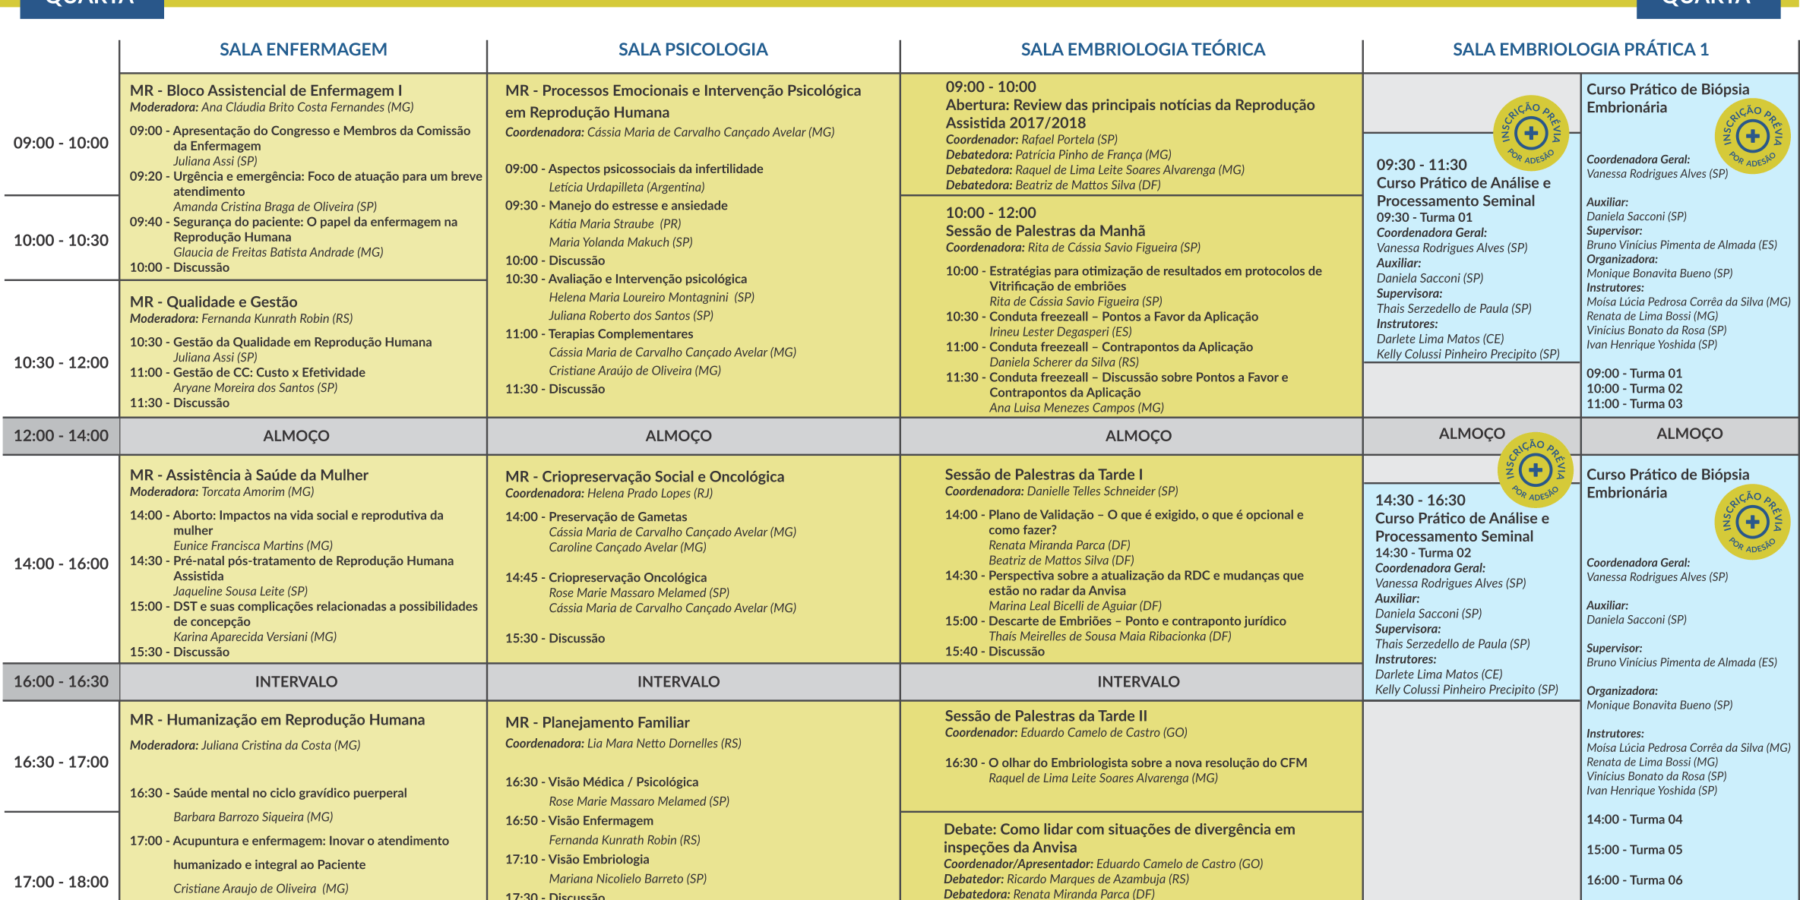 QUARTA
QUARTA
SALA ENFERMAGEM
SALA PSICOLOGIA
SALA EMBRIOLOGIA TEÓRICA
SALA EMBRIOLOGIA PRÁTICA 1
09:00 - 10:00
10:00 - 10:30
10:30 - 12:00
MR - Bloco Assistencial de Enfermagem I
Moderadora: Ana Cláudia Brito Costa Fernandes (MG)
09:00 - Apresentação do Congresso e Membros da Comissão
da Enfermagem
Juliana Assi (SP)
09:20 - Urgência e emergência: Foco de atuação para um breve
atendimento
Amanda Cristina Braga de Oliveira (SP)
09:40 - Segurança do paciente: O papel da enfermagem na
Reprodução Humana
Glaucia de Freitas Batista Andrade (MG)
10:00 - Discussão
MR - Qualidade e Gestão
Moderadora: Fernanda Kunrath Robin (RS)
10:30 - Gestão da Qualidade em Reprodução Humana
Juliana Assi (SP)
11:00 - Gestão de CC: Custo x Efetividade
Aryane Moreira dos Santos (SP)
11:30 - Discussão
MR - Processos Emocionais e Intervenção Psicológica
em Reprodução Humana
Coordenadora: Cássia Maria de Carvalho Cançado Avelar (MG)
09:00 - Aspectos psicossociais da infertilidade
Letícia Urdapilleta (Argentina)
09:30 - Manejo do estresse e ansiedade
Kátia Maria Straube (PR)
Maria Yolanda Makuch (SP)
10:00 - Discussão
10:30 - Avaliação e Intervenção psicológica
Helena Maria Loureiro Montagnini (SP)
Juliana Roberto dos Santos (SP)
11:00 - Terapias Complementares
Cássia Maria de Carvalho Cançado Avelar (MG)
Cristiane Araújo de Oliveira (MG)
11:30 - Discussão
09:00 - 10:00
Abertura: Review das principais notícias da Reprodução
Assistida 2017/2018
Coordenador: Rafael Portela (SP)
Debatedora: Patrícia Pinho de França (MG)
Debatedora: Raquel de Lima Leite Soares Alvarenga (MG)
Debatedora: Beatriz de Mattos Silva (DF)
10:00 - 12:00
Sessão de Palestras da Manhã
Coordenadora: Rita de Cássia Savio Figueira (SP)
10:00 - Estratégias para otimização de resultados em protocolos de
Vitrificação de embriões
Rita de Cássia Savio Figueira (SP)
10:30 - Conduta freezeall – Pontos a Favor da Aplicação
Irineu Lester Degasperi (ES)
11:00 - Conduta freezeall – Contrapontos da Aplicação
Daniela Scherer da Silva (RS)
11:30 - Conduta freezeall – Discussão sobre Pontos a Favor e
Contrapontos da Aplicação
Ana Luisa Menezes Campos (MG)
INSCRIÇÃO PRÉVIA
POR ADESÃO
09:30 - 11:30
Curso Prático de Análise e
Processamento Seminal
09:30 - Turma 01
Coordenadora Geral:
Vanessa Rodrigues Alves (SP)
Auxiliar:
Daniela Sacconi (SP)
Supervisora:
Thais Serzedello de Paula (SP)
Instrutores:
Darlete Lima Matos (CE)
Kelly Colussi Pinheiro Precipito (SP)
Curso Prático de Biópsia
Embrionária
INSCRIÇÃO PRÉVIA
POR ADESÃO
Coordenadora Geral:
Vanessa Rodrigues Alves (SP)
Auxiliar:
Daniela Sacconi (SP)
Supervisor:
Bruno Vinícius Pimenta de Almada (ES)
Organizadora:
Monique Bonavita Bueno (SP)
Instrutores:
Moísa Lúcia Pedrosa Corrêa da Silva (MG)
Renata de Lima Bossi (MG)
Vinícius Bonato da Rosa (SP)
Ivan Henrique Yoshida (SP)
09:00 - Turma 01
10:00 - Turma 02
11:00 - Turma 03
12:00 - 14:00
ALMOÇO
ALMOÇO
ALMOÇO
ALMOÇO
ALMOÇO
14:00 - 16:00
MR - Assistência à Saúde da Mulher
Moderadora: Torcata Amorim (MG)
14:00 - Aborto: Impactos na vida social e reprodutiva da
mulher
Eunice Francisca Martins (MG)
14:30 - Pré-natal pós-tratamento de Reprodução Humana
Assistida
Jaqueline Sousa Leite (SP)
15:00 - DST e suas complicações relacionadas a possibilidades
de concepção
Karina Aparecida Versiani (MG)
15:30 - Discussão
MR - Criopreservação Social e Oncológica
Coordenadora: Helena Prado Lopes (RJ)
14:00 - Preservação de Gametas
Cássia Maria de Carvalho Cançado Avelar (MG)
Caroline Cançado Avelar (MG)
14:45 - Criopreservação Oncológica
Rose Marie Massaro Melamed (SP)
Cássia Maria de Carvalho Cançado Avelar (MG)
15:30 - Discussão
Sessão de Palestras da Tarde I
Coordenadora: Danielle Telles Schneider (SP)
14:00 - Plano de Validação – O que é exigido, o que é opcional e
como fazer?
Renata Miranda Parca (DF)
Beatriz de Mattos Silva (DF)
14:30 - Perspectiva sobre a atualização da RDC e mudanças que
estão no radar da Anvisa
Marina Leal Bicelli de Aguiar (DF)
15:00 - Descarte de Embriões – Ponto e contraponto jurídico
Thaís Meirelles de Sousa Maia Ribacionka (DF)
15:40 - Discussão
INSCRIÇÃO PRÉVIA
POR ADESÃO
14:30 - 16:30
Curso Prático de Análise e
Processamento Seminal
14:30 - Turma 02
Coordenadora Geral:
Vanessa Rodrigues Alves (SP)
Auxiliar:
Daniela Sacconi (SP)
Supervisora:
Thais Serzedello de Paula (SP)
Instrutores:
Darlete Lima Matos (CE)
Kelly Colussi Pinheiro Precipito (SP)
Curso Prático de Biópsia
Embrionária
INSCRIÇÃO PRÉVIA
POR ADESÃO
Coordenadora Geral:
Vanessa Rodrigues Alves (SP)
Auxiliar:
Daniela Sacconi (SP)
Supervisor:
Bruno Vinícius Pimenta de Almada (ES)
Organizadora:
Monique Bonavita Bueno (SP)
Instrutores:
Moísa Lúcia Pedrosa Corrêa da Silva (MG)
Renata de Lima Bossi (MG)
Vinícius Bonato da Rosa (SP)
Ivan Henrique Yoshida (SP)
14:00 - Turma 04
15:00 - Turma 05
16:00 - Turma 06
16:00 - 16:30
INTERVALO
INTERVALO
INTERVALO
16:30 - 17:00
17:00 - 18:00
MR - Humanização em Reprodução Humana
Moderadora: Juliana Cristina da Costa (MG)
16:30 - Saúde mental no ciclo gravídico puerperal
Barbara Barrozo Siqueira (MG)
17:00 - Acupuntura e enfermagem: Inovar o atendimento
humanizado e integral ao Paciente
Cristiane Araujo de Oliveira (MG)
MR - Planejamento Familiar
Coordenadora: Lia Mara Netto Dornelles (RS)
16:30 - Visão Médica / Psicológica
Rose Marie Massaro Melamed (SP)
16:50 - Visão Enfermagem
Fernanda Kunrath Robin (RS)
17:10 - Visão Embriologia
Mariana Nicolielo Barreto (SP)
17:30 - Discussão
Sessão de Palestras da Tarde II
Coordenador: Eduardo Camelo de Castro (GO)
16:30 - O olhar do Embriologista sobre a nova resolução do CFM
Raquel de Lima Leite Soares Alvarenga (MG)
Debate: Como lidar com situações de divergência em
inspeções da Anvisa
Coordenador/Apresentador: Eduardo Camelo de Castro (GO)
Debatedor: Ricardo Marques de Azambuja (RS)
Debatedora: Renata Miranda Parca (DF)